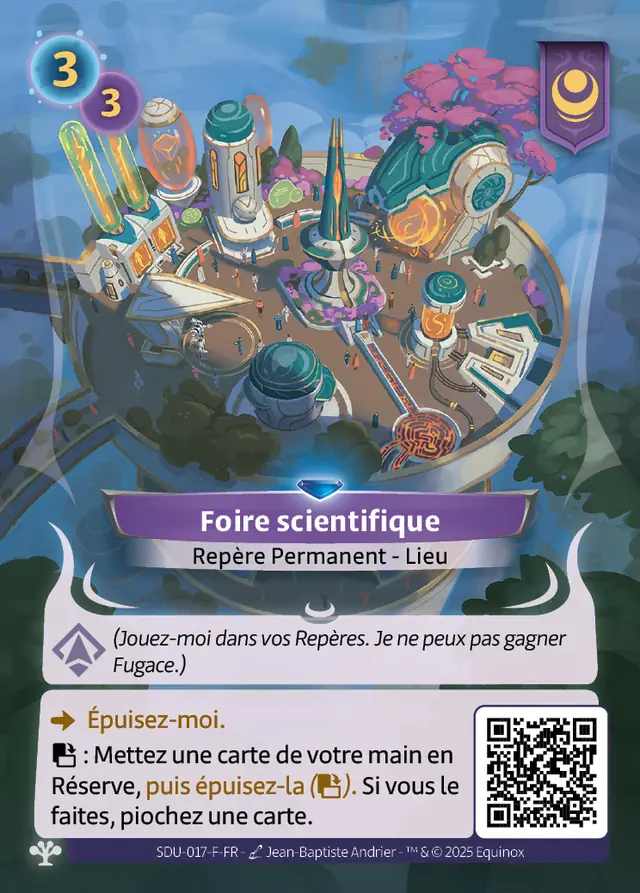 3
3
Foire scientifique
Repère Permanent - Lieu
(Jouez-moi dans vos Repères. Je ne peux pas gagner
Fugace.)
Épuisez-moi.
: Mettez une carte de votre main en
Réserve, puis épuisez-la ( ). Si vous le
faites, piochez une carte.
SDU-017-F-FR - Jean-Baptiste Andrier - ™ & © 2025 Equinox